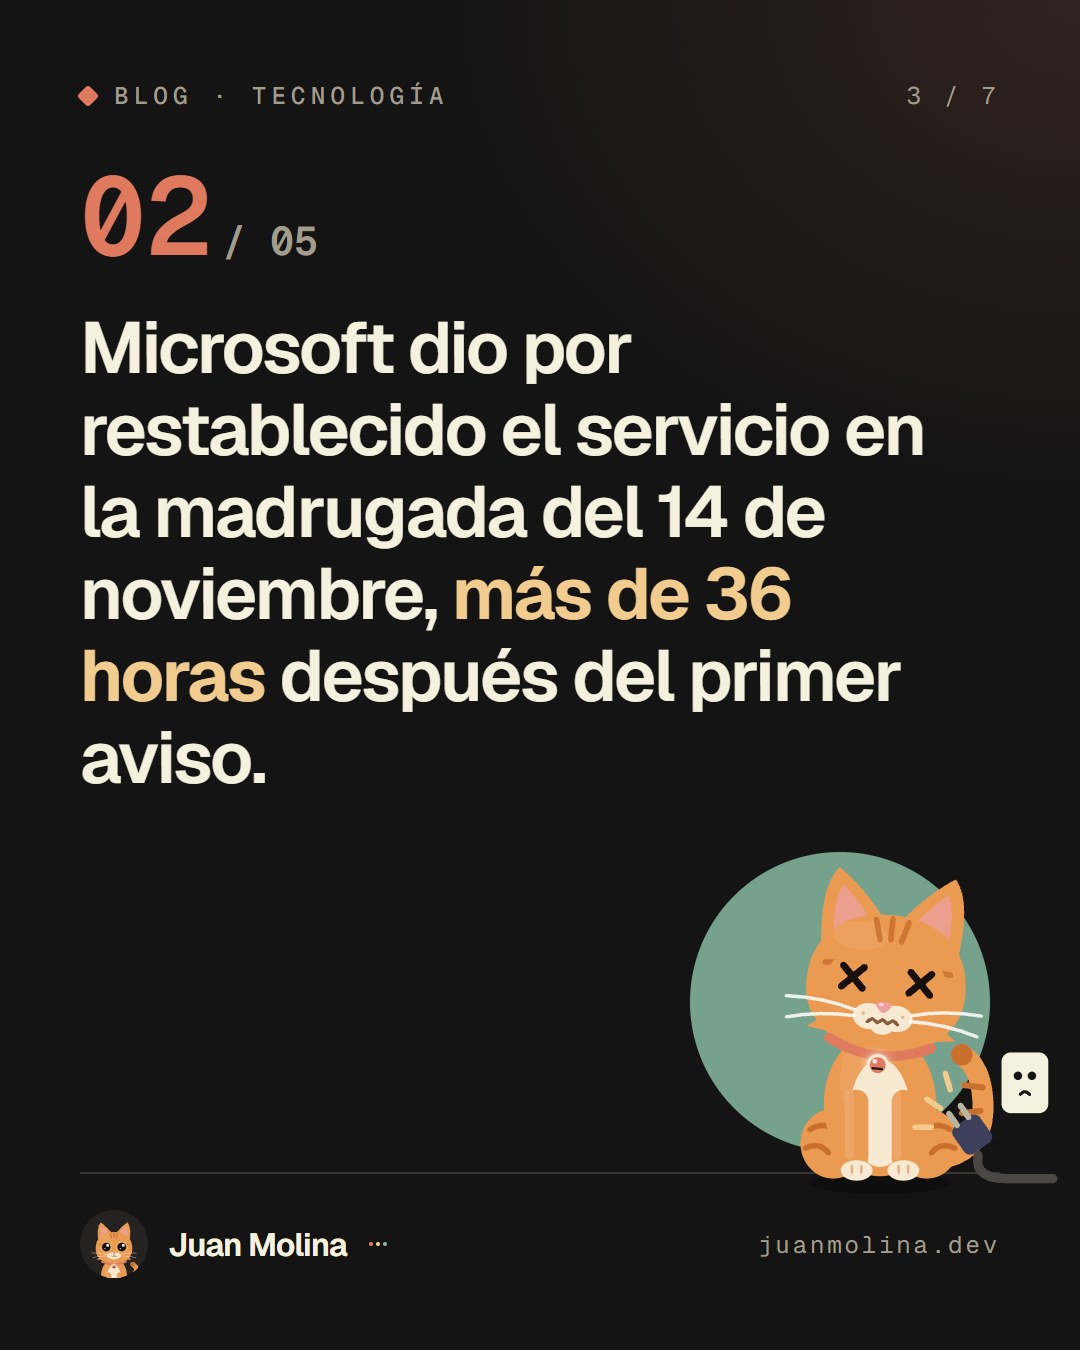 BLOG · TECNOLOGÍA
3 / 7
02 / 05
Microsoft dio por
restablecido el servicio en
la madrugada del 14 de
noviembre, más de 36
horas después del primer
aviso.
Juan Molina
juanmolina.dev